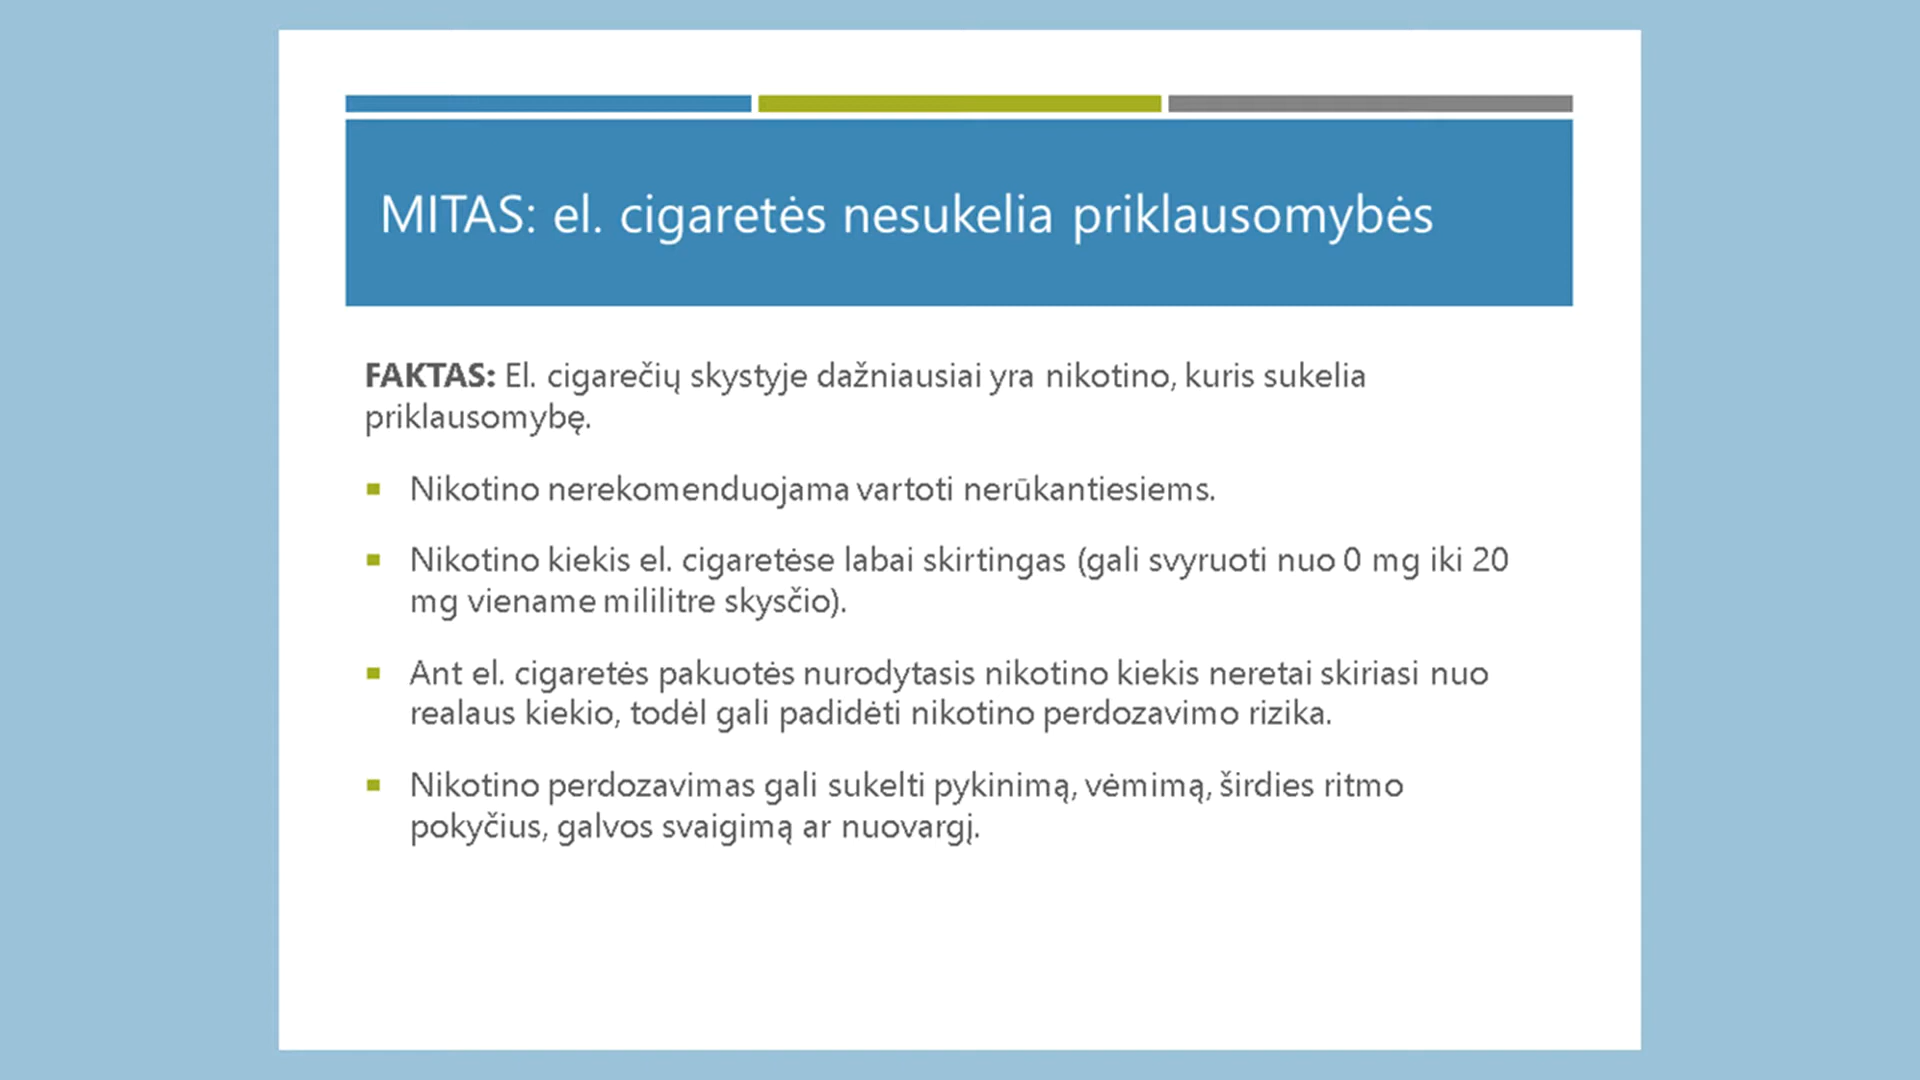 MITAS: el. cigaretės nesukelia priklausomybės
FAKTAS: El. cigarečių skystyje dažniausiai yra nikotino, kuris sukelia
priklausomybę.
Nikotino nerekomenduojama vartoti nerūkantiesiems.
Nikotino kiekis el. cigaretėse labai skirtingas (gali svyruoti nuo 0 mg iki 20
mg viename mililitre skysčio).
Ant el. cigaretės pakuotės nurodytasis nikotino kiekis neretai skiriasi nuo
realaus kiekio, todėl gali padidėti nikotino perdozavimo rizika.
Nikotino perdozavimas gali sukelti pykinimą, vėmimą, širdies ritmo
pokyčius, galvos svaigimą ar nuovargį.